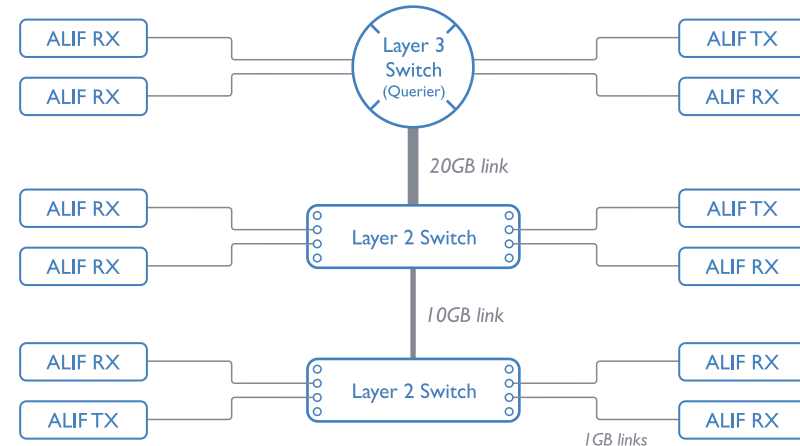 ALIF RX
Layer 3
Switch
(Querier)
ALIF TX
ALIF RX
ALIF RX
20GB link
ALIF RX
Layer 2 Switch
ALIF TX
ALIF RX
ALIF RX
10GB link
ALIF RX
Layer 2 Switch
ALIF RX
ALIF TX
ALIF RX
1GB links